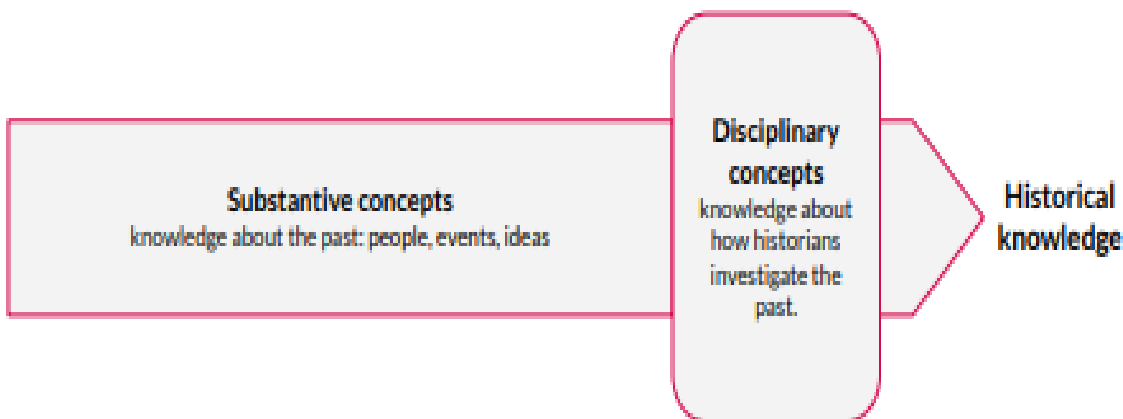 Substantive concepts
knowledge about the past: people, events, ideas
Disciplinary
concepts
knowledge about
how historians
investigate the
past.
Historical
knowledge